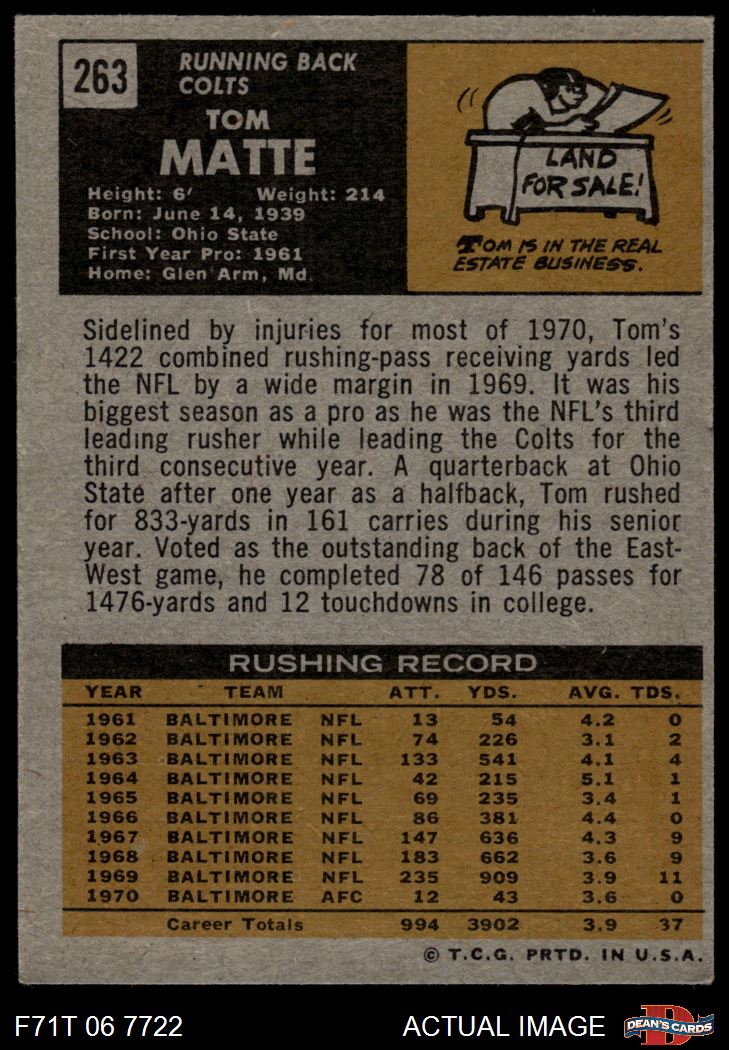 263
RUNNING BACK
COLTS
TOM
MATTE
Height: 6' Weight: 214
Born: June 14, 1939
School: Ohio State
First Year Pro: 1961
Home: Glen Arm, Md.
LAND
FOR SALE!
TOM IS IN THE REAL
ESTATE BUSINESS.
Sidelined by injuries for most of 1970, Tom's
1422 combined rushing-pass receiving yards led
the NFL by a wide margin in 1969. It was his
biggest season as a pro as he was the NFL's third
leading rusher while leading the Colts for the
third consecutive year. A quarterback at Ohio
State after one year as a halfback, Tom rushed
for 833-yards in 161 carries during his senior
year. Voted as the outstanding back of the East-
West game, he completed 78 of 146 passes for
1476-yards and 12 touchdowns in college.
RUSHING RECORD
YEAR TEAM ATT. YDS. AVG. TDS.
1961 BALTIMORE NFL 13 54 4.2 0
1962 BALTIMORE NFL 74 226 3.1 2
1963 BALTIMORE NFL 133 541 4.1 4
1964 BALTIMORE NFL 42 215 5.1 1
1965 BALTIMORE NFL 69 235 3.4 1
1966 BALTIMORE NFL 86 381 4.4 0
1967 BALTIMORE NFL 147 636 4.3 9
1968 BALTIMORE NFL 183 662 3.6 9
1969 BALTIMORE NFL 235 909 3.9 11
1970 BALTIMORE AFC 12 43 3.6 0
Career Totals 994 3902 3.9 37
© T.C.G. PRTD. IN U.S.A.
F71T 06 7722 ACTUAL IMAGE
D
DEAN'S CARDS